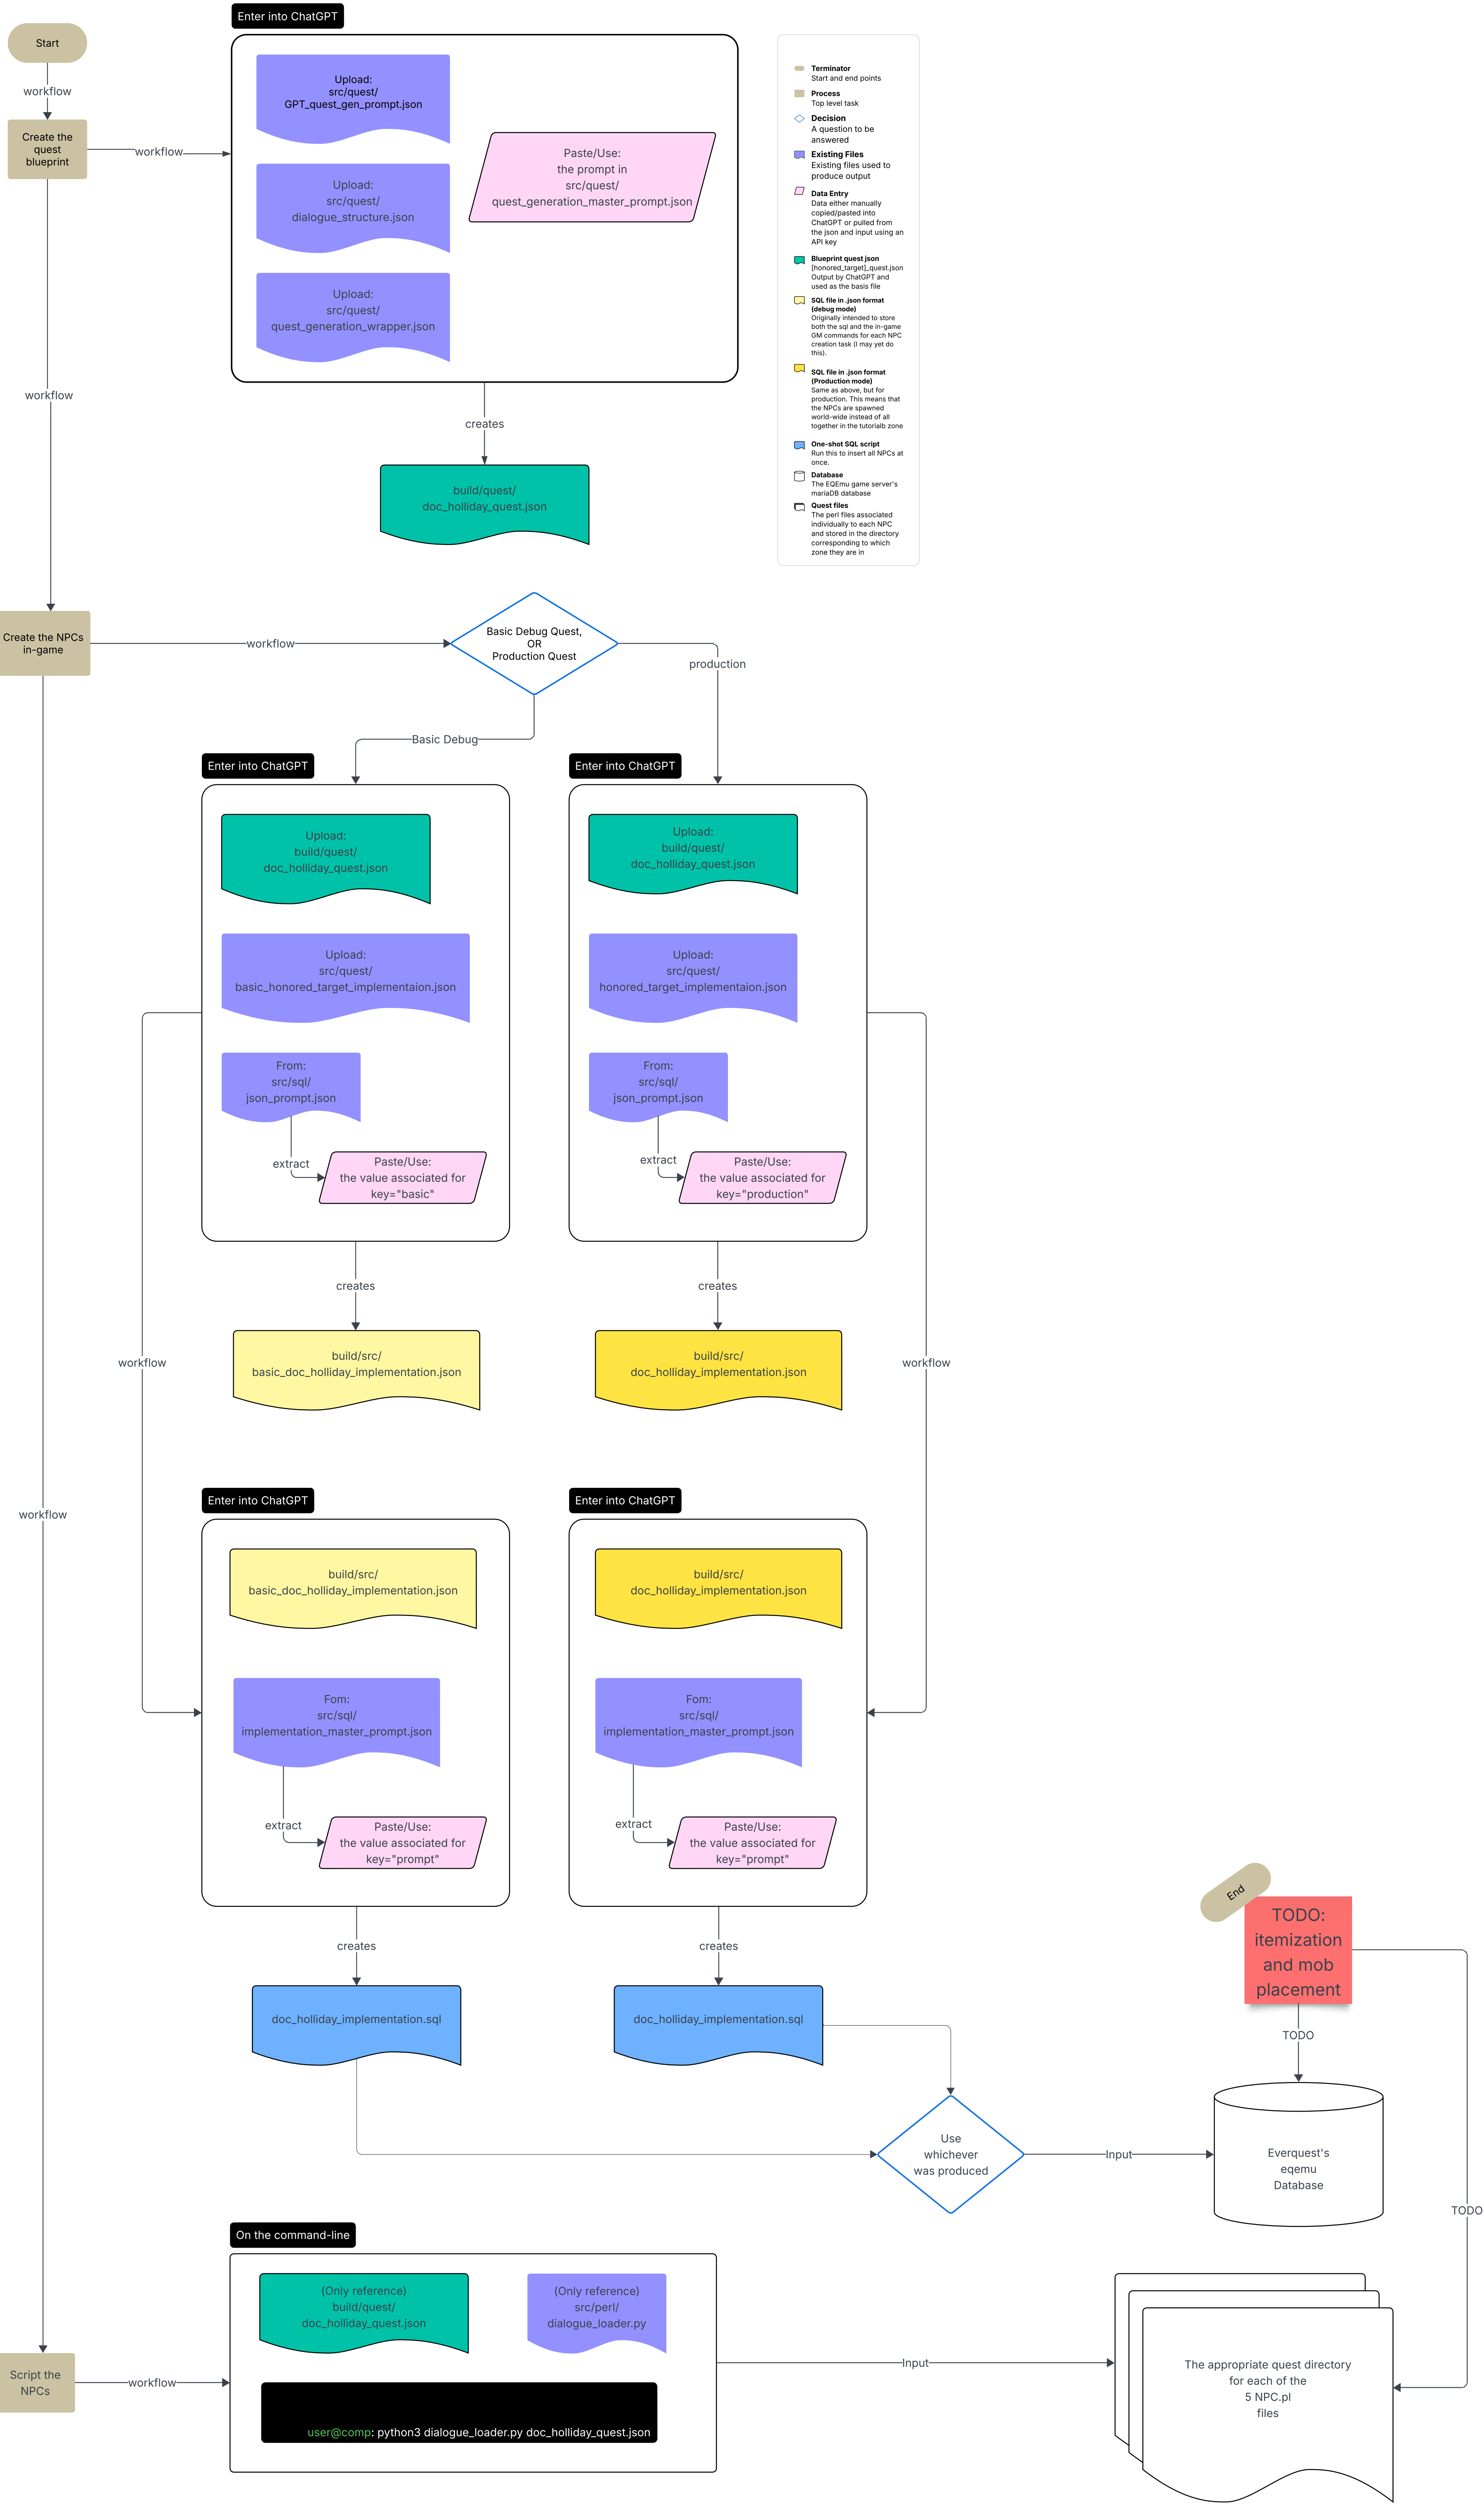 Enter into ChatGPT
Start
workflow
Create the
quest
blueprint
workflow
Upload:
src/quest/
GPT_quest_gen_prompt.json
Upload:
src/quest/
dialogue_structure.json
Upload:
src/quest/
quest_generation_wrapper.json
Paste/Use:
the prompt in
src/quest/
quest_generation_master_prompt.json
Terminator
Start and end points
Process
Top level task
Decision
A question to be
answered
Existing Files
Existing files used to
produce output
Data Entry
Data either manually
copied/pasted into
ChatGPT or pulled from
the json and input using an
API key
Blueprint quest json
[honored_target]_quest.json
Output by ChatGPT and
used as the basis file
SQL file in .json format
(debug mode)
Originally intended to store
both the sql and the in-game
GM commands for each NPC
creation task (I may yet do
this).
SQL file in .json format
(Production mode)
Same as above, but for
production. This means that
the NPCs are spawned
world-wide instead of all
together in the tutorialb zone
One-shot SQL script
Run this to insert all NPCs at
once.
Database
The EQEmu game server's
mariaDB database
Quest files
The perl files associated
individually to each NPC
and stored in the directory
corresponding to which
zone they are in
workflow
creates
build/quest/
doc_holliday_quest.json
Create the NPCs
in-game
workflow
Basic Debug Quest,
OR
Production Quest
production
Basic Debug
Enter into ChatGPT
Upload:
build/quest/
doc_holliday_quest.json
Upload:
src/quest/
basic_honored_target_implementaion.json
From:
src/sql/
json_prompt.json
extract
Paste/Use:
the value associated for
key="basic"
Enter into ChatGPT
Upload:
build/quest/
doc_holliday_quest.json
Upload:
src/quest/
honored_target_implementaion.json
From:
src/sql/
json_prompt.json
extract
Paste/Use:
the value associated for
key="production"
creates
creates
workflow
build/src/
basic_doc_holliday_implementation.json
build/src/
doc_holliday_implementation.json
workflow
workflow
Enter into ChatGPT
build/src/
basic_doc_holliday_implementation.json
Fom:
src/sql/
implementation_master_prompt.json
extract
Paste/Use:
the value associated for
key="prompt"
Enter into ChatGPT
build/src/
doc_holliday_implementation.json
Fom:
src/sql/
implementation_master_prompt.json
extract
Paste/Use:
the value associated for
key="prompt"
creates
creates
End
TODO:
itemization
and mob
placement
doc_holliday_implementation.sql
doc_holliday_implementation.sql
TODO
Use
whichever
was produced
Input
Everquest's
eqemu
Database
TODO
On the command-line
(Only reference)
build/quest/
doc_holliday_quest.json
(Only reference)
src/perl/
dialogue_loader.py
Script the
NPCs
workflow
user@comp: python3 dialogue_loader.py doc_holliday_quest.json
Input
The appropriate quest directory
for each of the
5 NPC.pl
files